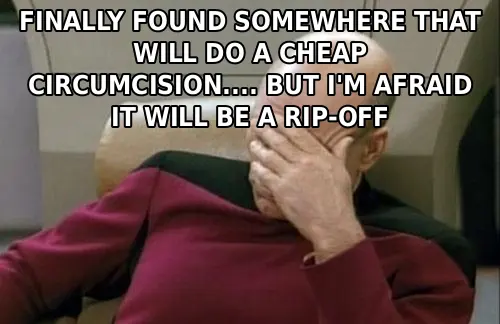 FINALLY FOUND SOMEWHERE THAT
WILL DO A CHEAP
CIRCUMCISION.... BUT I'M AFRAID
IT WILL BE A RIP-OFF